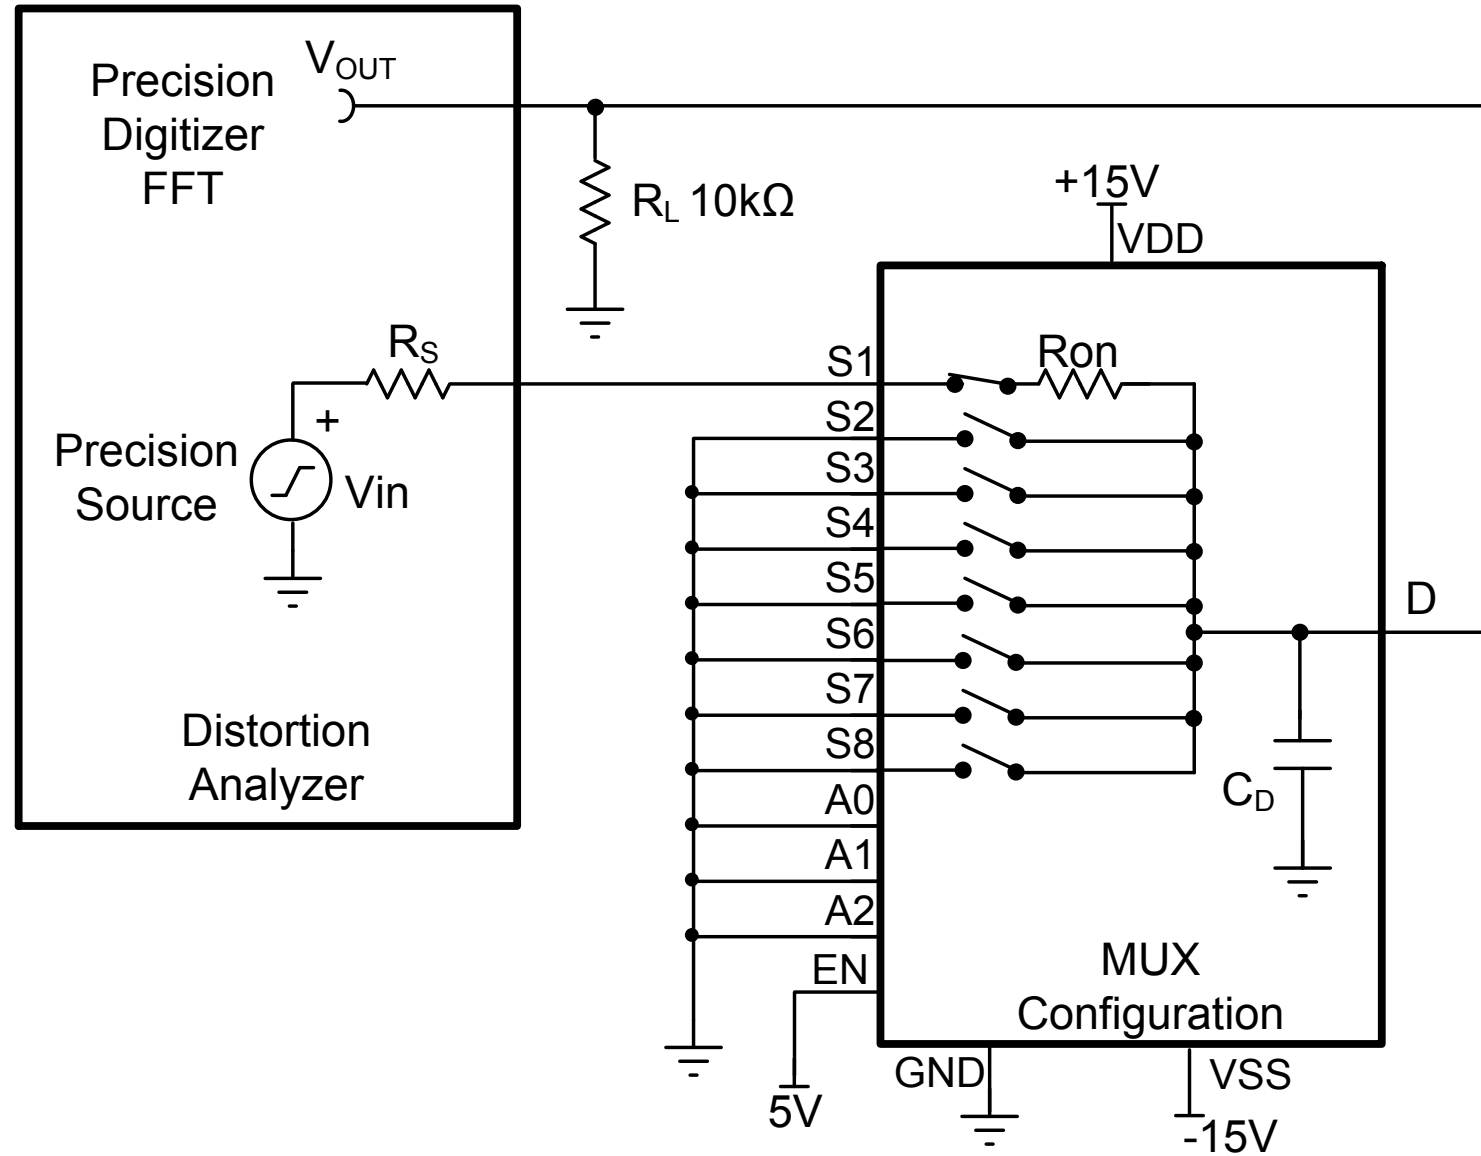 Precision
Digitizer
FFT
VOUT
RL 10kΩ
+15V
VDD
RS
+
Precision
Source
Vin
Distortion
Analyzer
S1
Ron
S2
S3
S4
S5
S6
S7
S8
A0
A1
A2
EN
5V
D
CD
MUX
Configuration
GND
VSS
-15V